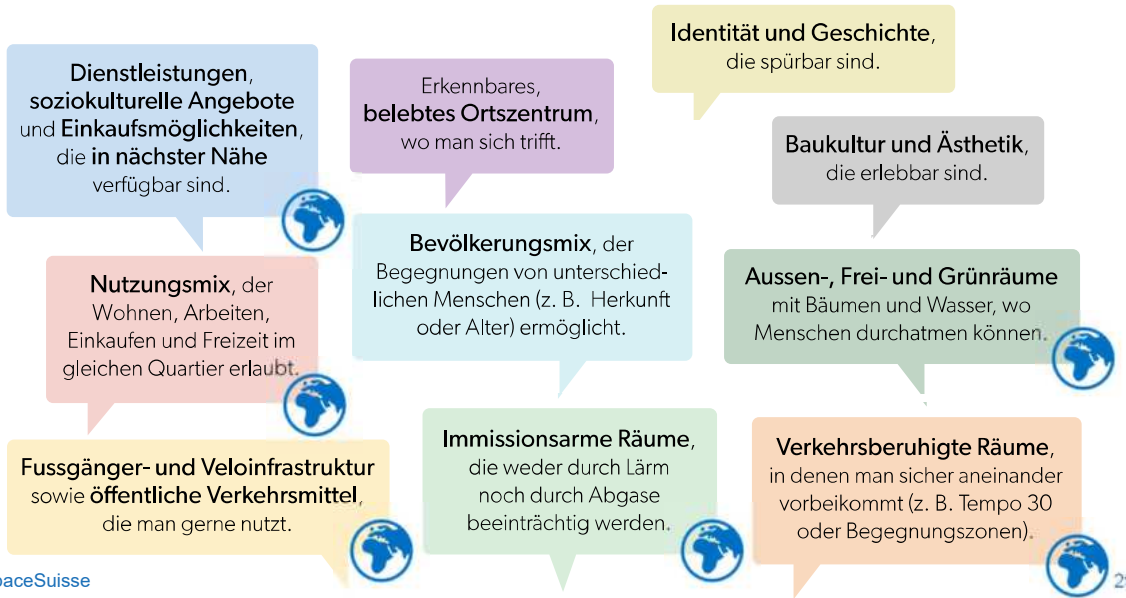 Identität und Geschichte,
die spürbar sind.
Dienstleistungen,
soziokulturelle Angebote
und Einkaufsmöglichkeiten,
die in nächster Nähe
verfügbar sind.
Erkennbares,
belebtes Ortszentrum,
wo man sich trifft.
Baukultur und Ästhetik,
die erlebbar sind.
Nutzungsmix, der
Wohnen, Arbeiten,
Einkaufen und Freizeit im
gleichen Quartier erlaubt.
Bevölkerungsmix, der
Begegnungen von unterschied-
lichen Menschen (z. B. Herkunft
oder Alter) ermöglicht.
Aussen-, Frei- und Grünräume
mit Bäumen und Wasser, wo
Menschen durchatmen können.
Fussgänger- und Veloinfrastruktur
sowie öffentliche Verkehrsmittel,
die man gerne nutzt.
Immissionsarme Räume,
die weder durch Lärm
noch durch Abgase
beeinträchtig werden.
Verkehrsberuhigte Räume,
in denen man sicher aneinander
vorbeikommt (z. B. Tempo 30
oder Begegnungszonen).
paceSuisse